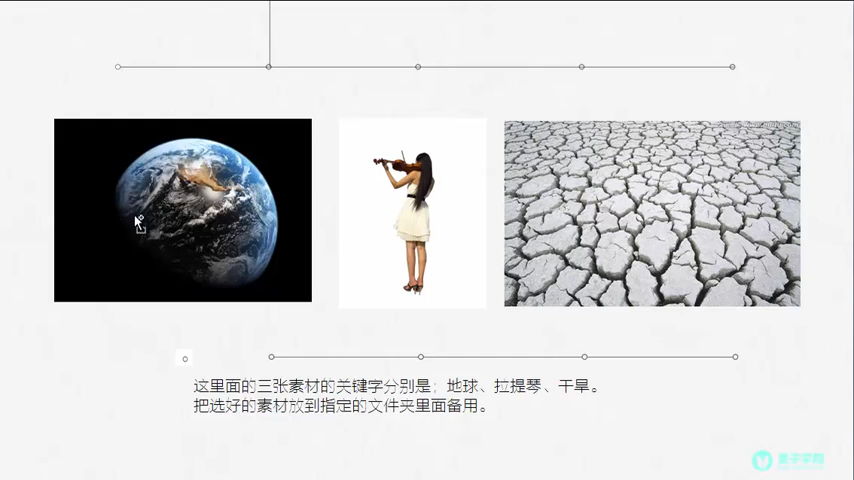 这里面的三张素材的关键字分别是：地球、拉提琴、干旱。
把选好的素材放到指定的文件夹里面备用。